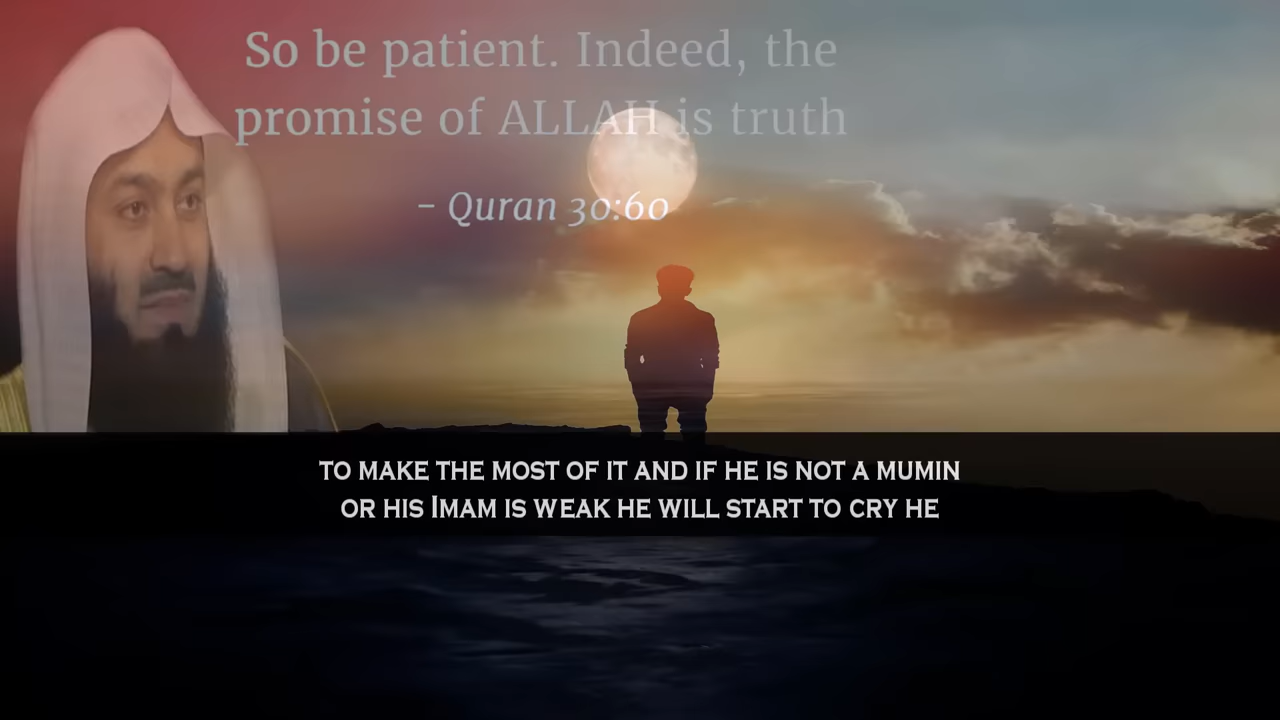 So be patient. Indeed, the
promise of ALLAH is truth
– Quran 30:60
TO MAKE THE MOST OF IT AND IF HE IS NOT A MUMIN
OR HIS IMAM IS WEAK HE WILL START TO CRY HE